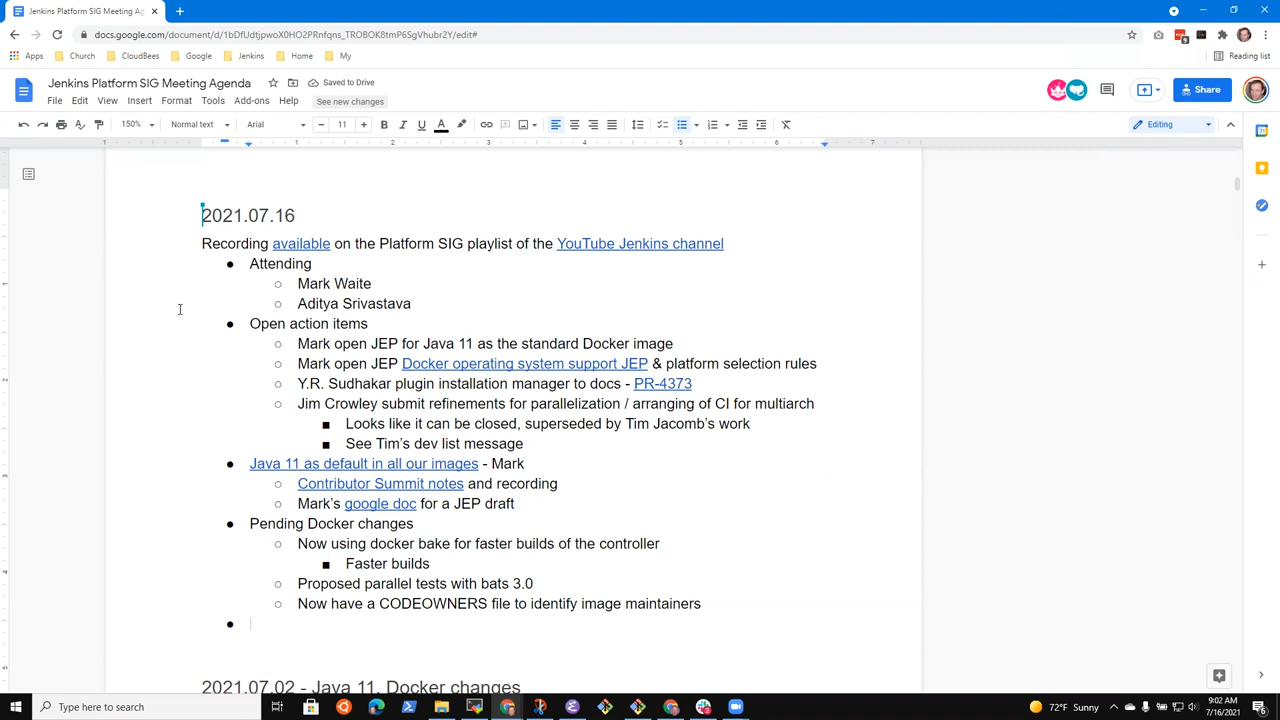 Jenkins Platform SIG Meeting Ag
docs.google.com/document/d/1bDfUdtjpwoX0HO2PRnfqns_TROBOK8tmP6SgVhubr2Y/edit#
Apps Church CloudBees Google Jenkins Home My Reading list
Jenkins Platform SIG Meeting Agenda Saved to Drive
File Edit View Insert Format Tools Add-ons Help See new changes
Share
150% Normal text Arial 11 Editing
1 1 2 3 4 5 6 7
2021.07.16
Recording available on the Platform SIG playlist of the YouTube Jenkins channel
Attending
Mark Waite
Aditya Srivastava
Open action items
Mark open JEP for Java 11 as the standard Docker image
Mark open JEP Docker operating system support JEP & platform selection rules
Y.R. Sudhakar plugin installation manager to docs - PR-4373
Jim Crowley submit refinements for parallelization / arranging of CI for multiarch
Looks like it can be closed, superseded by Tim Jacomb's work
See Tim's dev list message
Java 11 as default in all our images - Mark
Contributor Summit notes and recording
Mark's google doc for a JEP draft
Pending Docker changes
Now using docker bake for faster builds of the controller
Faster builds
Proposed parallel tests with bats 3.0
Now have a CODEOWNERS file to identify image maintainers
2021.07.02 - Java 11, Docker changes
Type here to search
72°F Sunny
9:02 AM
7/16/2021